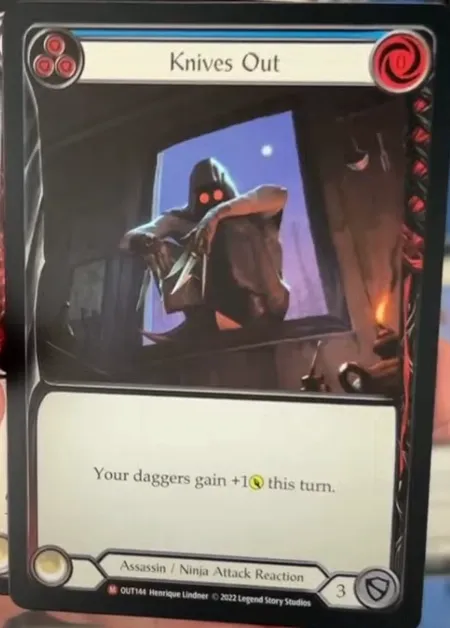 Knives Out
0
Your daggers gain +1 this turn.
Assassin / Ninja Attack Reaction
3
M OUT144 Henrique Lindner © 2022 Legend Story Studios